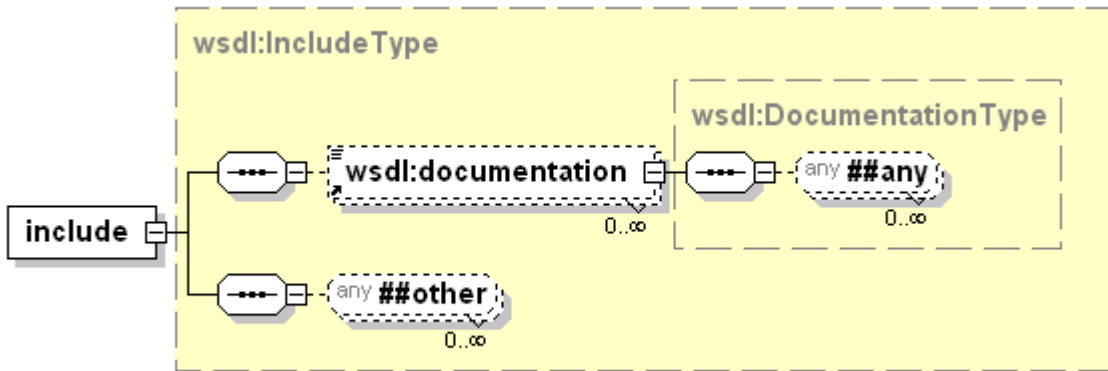 wsdl:IncludeType
wsdl:DocumentationType
wsdl:documentation
any ##any
0..∞
0..∞
include
any ##other
0..∞